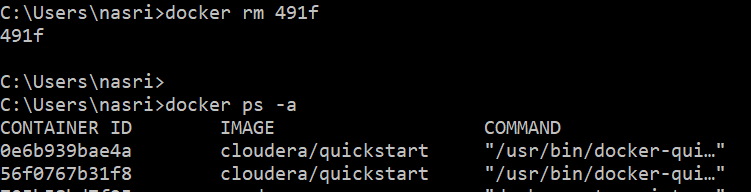 C:\Users\nasri>docker rm 491f
491f
C:\Users\nasri>
C:\Users\nasri>docker ps -a
CONTAINER ID IMAGE COMMAND
0e6b939bae4a cloudera/quickstart "/usr/bin/docker-qui…"
56f0767b31f8 cloudera/quickstart "/usr/bin/docker-qui…"